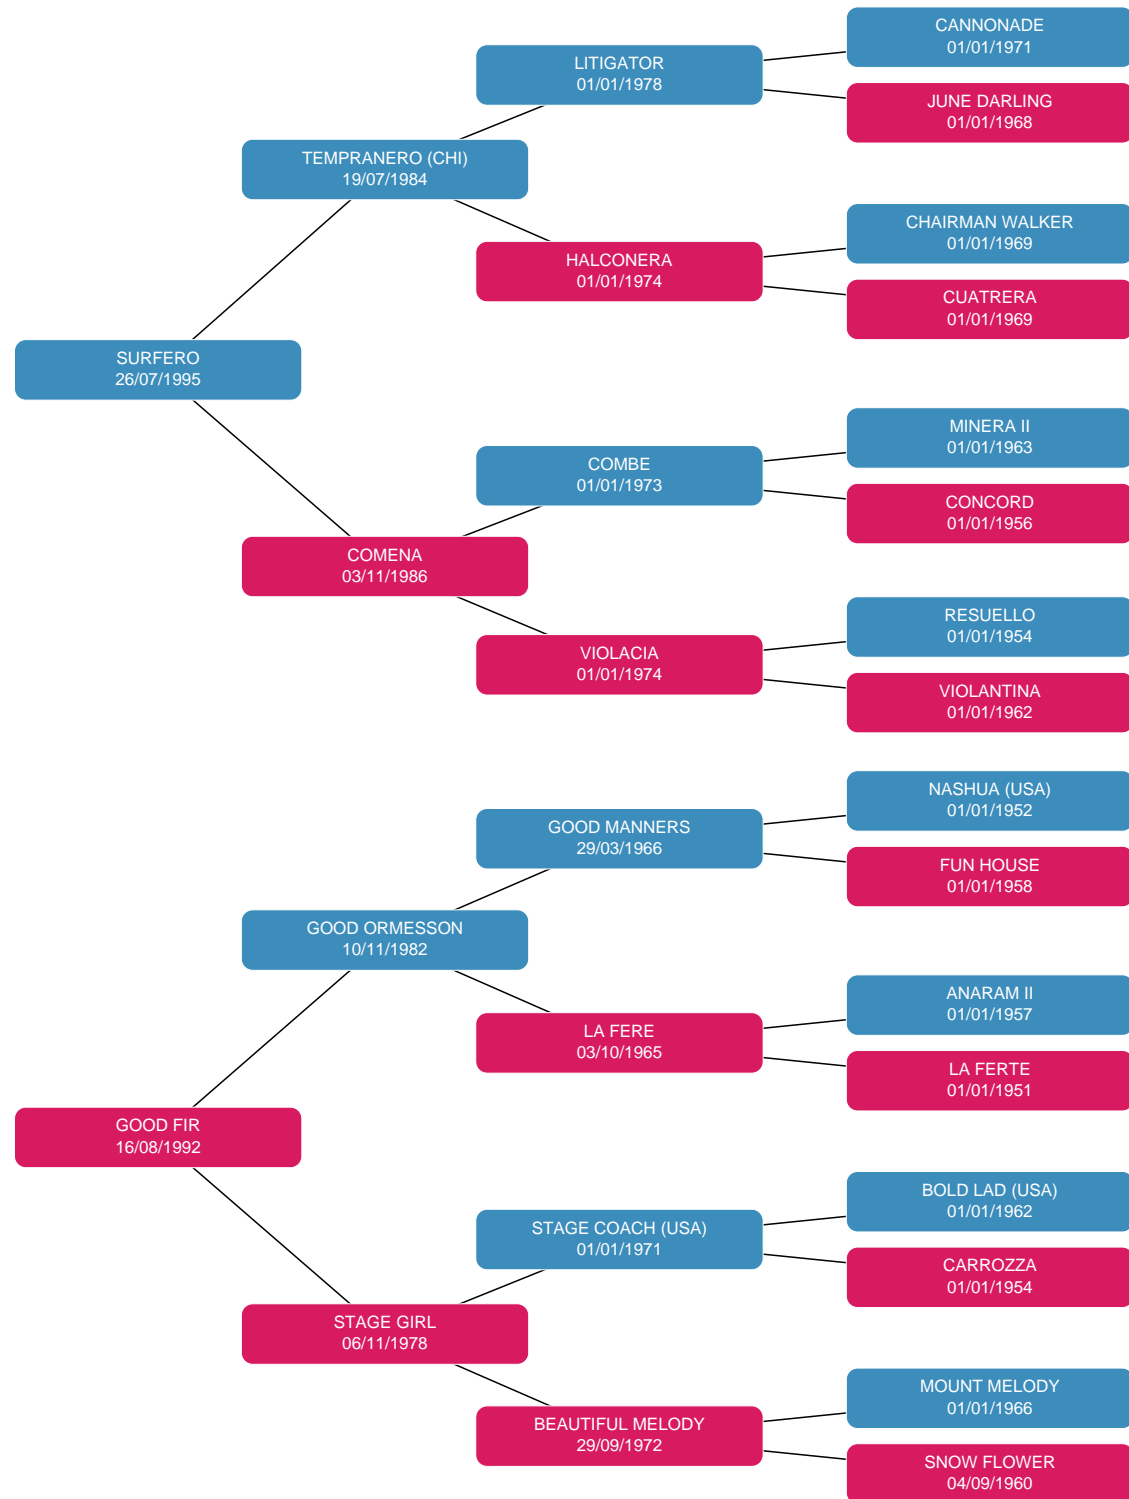 CANNONADE
01/01/1971
LITIGATOR
01/01/1978
JUNE DARLING
01/01/1968
TEMPRANERO (CHI)
19/07/1984
CHAIRMAN WALKER
01/01/1969
HALCONERA
01/01/1974
CUATRERA
01/01/1969
SURFERO
26/07/1995
MINERA II
01/01/1963
COMBE
01/01/1973
CONCORD
01/01/1956
COMENA
03/11/1986
RESUELLO
01/01/1954
VIOLACIA
01/01/1974
VIOLANTINA
01/01/1962
NASHUA (USA)
01/01/1952
GOOD MANNERS
29/03/1966
FUN HOUSE
01/01/1958
GOOD ORMESSON
10/11/1982
ANARAM II
01/01/1957
LA FERE
03/10/1965
LA FERTE
01/01/1951
GOOD FIR
16/08/1992
BOLD LAD (USA)
01/01/1962
STAGE COACH (USA)
01/01/1971
CARROZZA
01/01/1954
STAGE GIRL
06/11/1978
MOUNT MELODY
01/01/1966
BEAUTIFUL MELODY
29/09/1972
SNOW FLOWER
04/09/1960